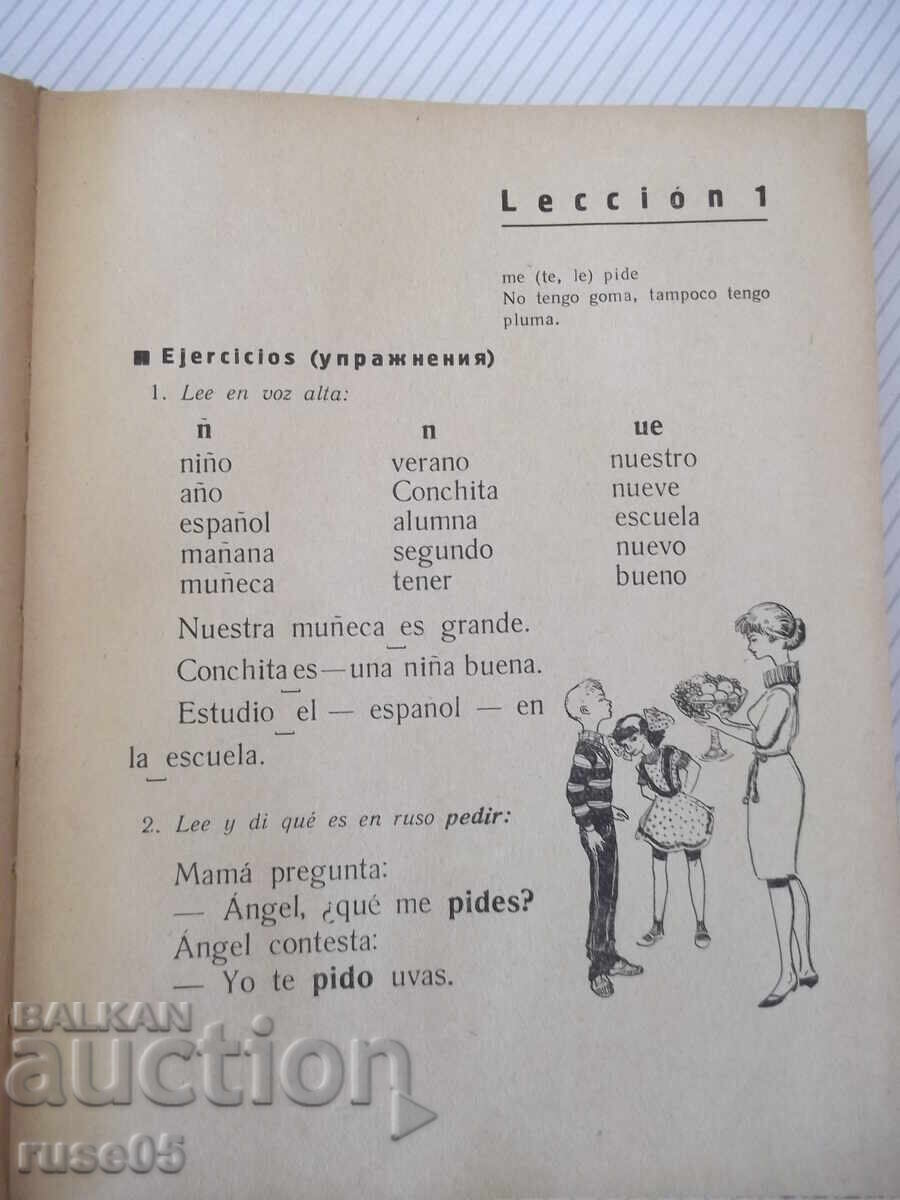 Lección 1
me (te, le) pide
No tengo goma, tampoco tengo
pluma.
■ Ejercicios (упражнения)
1. Lee en voz alta:
ñ n ue
niño verano nuestro
año Conchita nueve
español alumna escuela
mañana segundo nuevo
muñeca tener bueno
Nuestra muñeca‿es grande.
Conchita‿es—una niña buena.
Estudio‿el — español — en
la‿escuela.
2. Lee y di qué es en ruso pedir:
Mamá pregunta:
— Ángel, ¿qué me pides?
Ángel contesta:
— Yo te pido uvas.
BALKAN
auction
ruse05